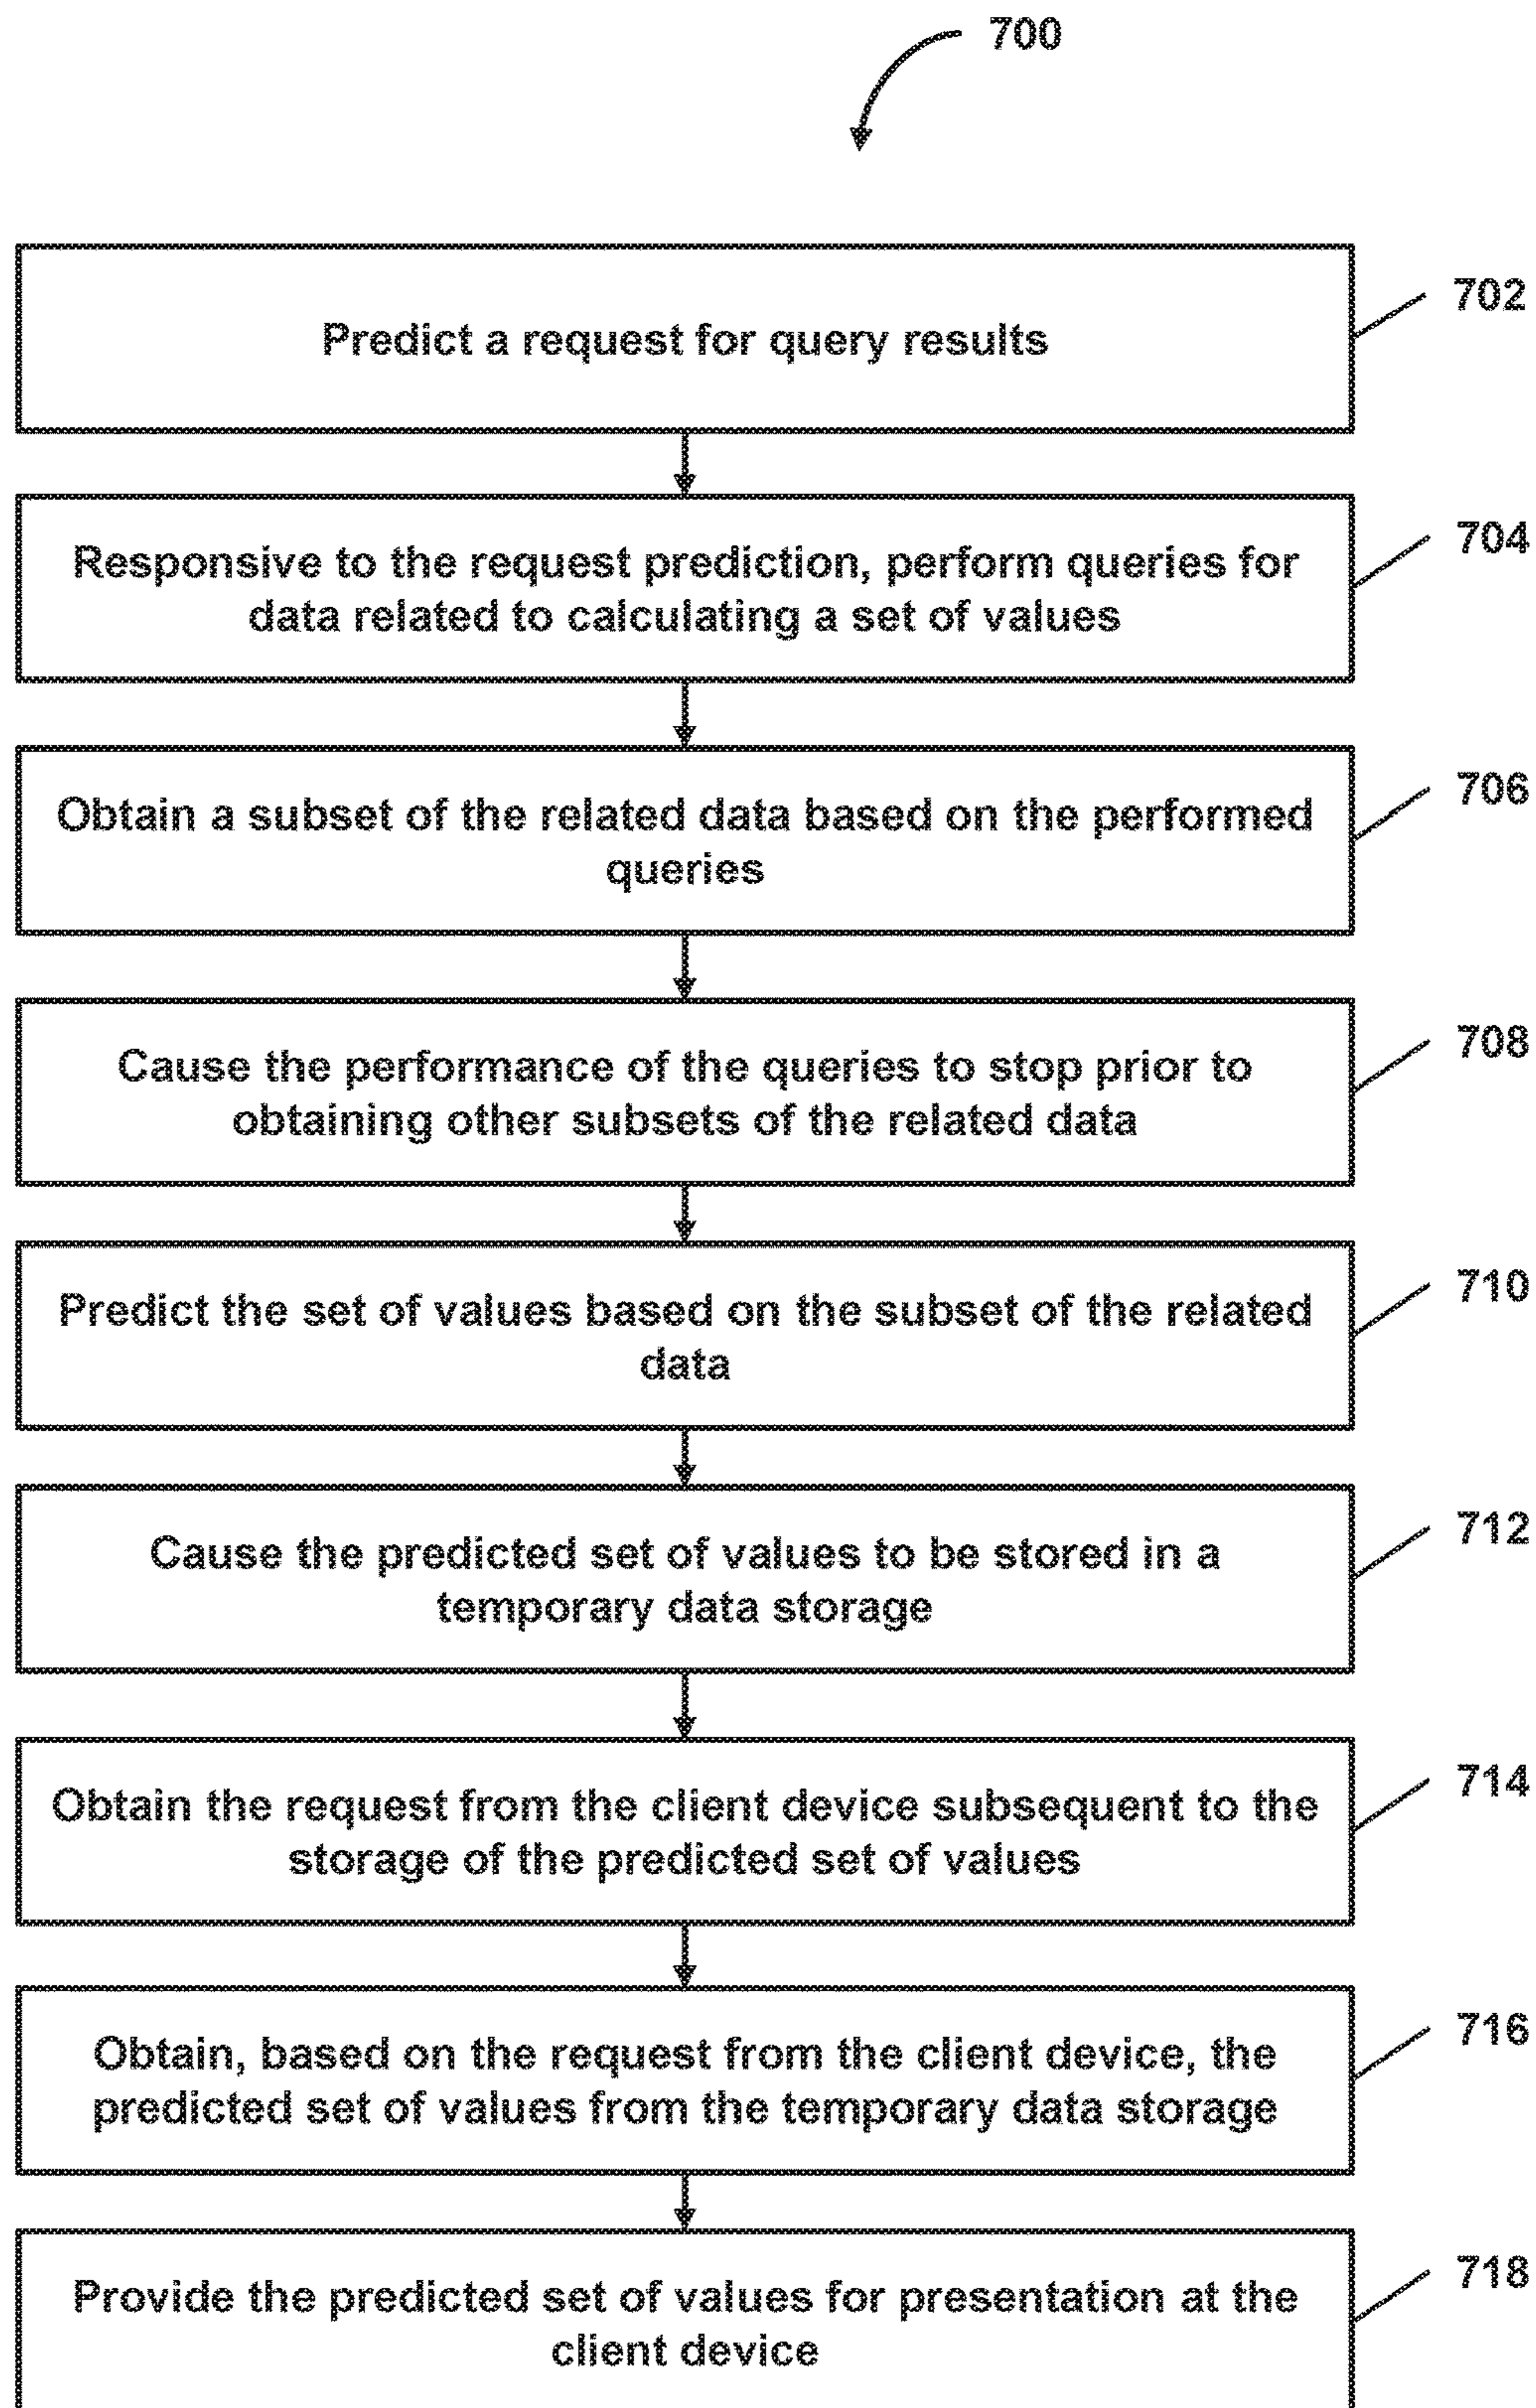 700
Predict a request for query results
702
Responsive to the request prediction, perform queries for
data related to calculating a set of values
704
Obtain a subset of the related data based on the performed
queries
706
Cause the performance of the queries to stop prior to
obtaining other subsets of the related data
708
Predict the set of values based on the subset of the related
data
710
Cause the predicted set of values to be stored in a
temporary data storage
712
Obtain the request from the client device subsequent to the
storage of the predicted set of values
714
Obtain, based on the request from the client device, the
predicted set of values from the temporary data storage
716
Provide the predicted set of values for presentation at the
client device
718